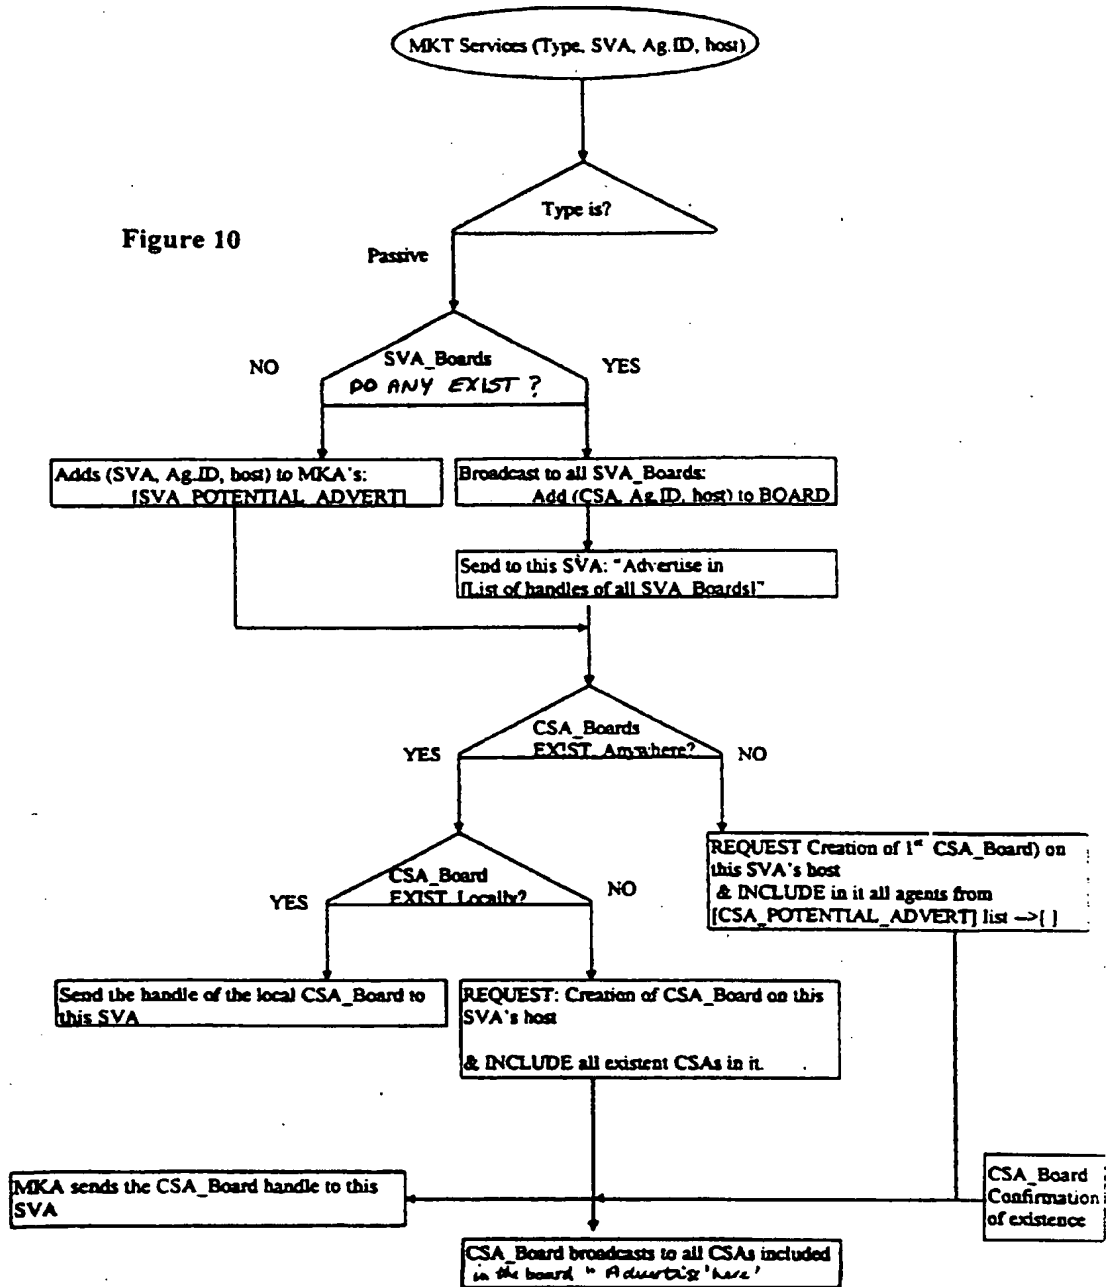 MKT Services (Type, SVA, Ag.ID, host)
Type is?
Figure 10
Passive
NO
SVA_Boards
DO ANY EXIST ?
YES
Adds (SVA, Ag.ID, host) to MKA's:
[SVA_POTENTIAL_ADVERT]
Broadcast to all SVA_Boards:
Add (CSA, Ag.ID, host) to BOARD
Send to this SVA: "Advertise in
[List of handles of all SVA_Boards]"
YES
CSA_Boards
EXIST_Anywhere?
NO
YES
CSA_Board
EXIST_Locally?
NO
REQUEST Creation of 1st CSA_Board) on
this SVA's host
& INCLUDE in it all agents from
[CSA_POTENTIAL_ADVERT] list -->[ ]
Send the handle of the local CSA_Board to
this SVA
REQUEST: Creation of CSA_Board on this
SVA's host
& INCLUDE all existent CSAs in it.
MKA sends the CSA_Board handle to this
SVA
CSA_Board
Confirmation
of existence
CSA_Board broadcasts to all CSAs included
in the board " Advertise 'here'